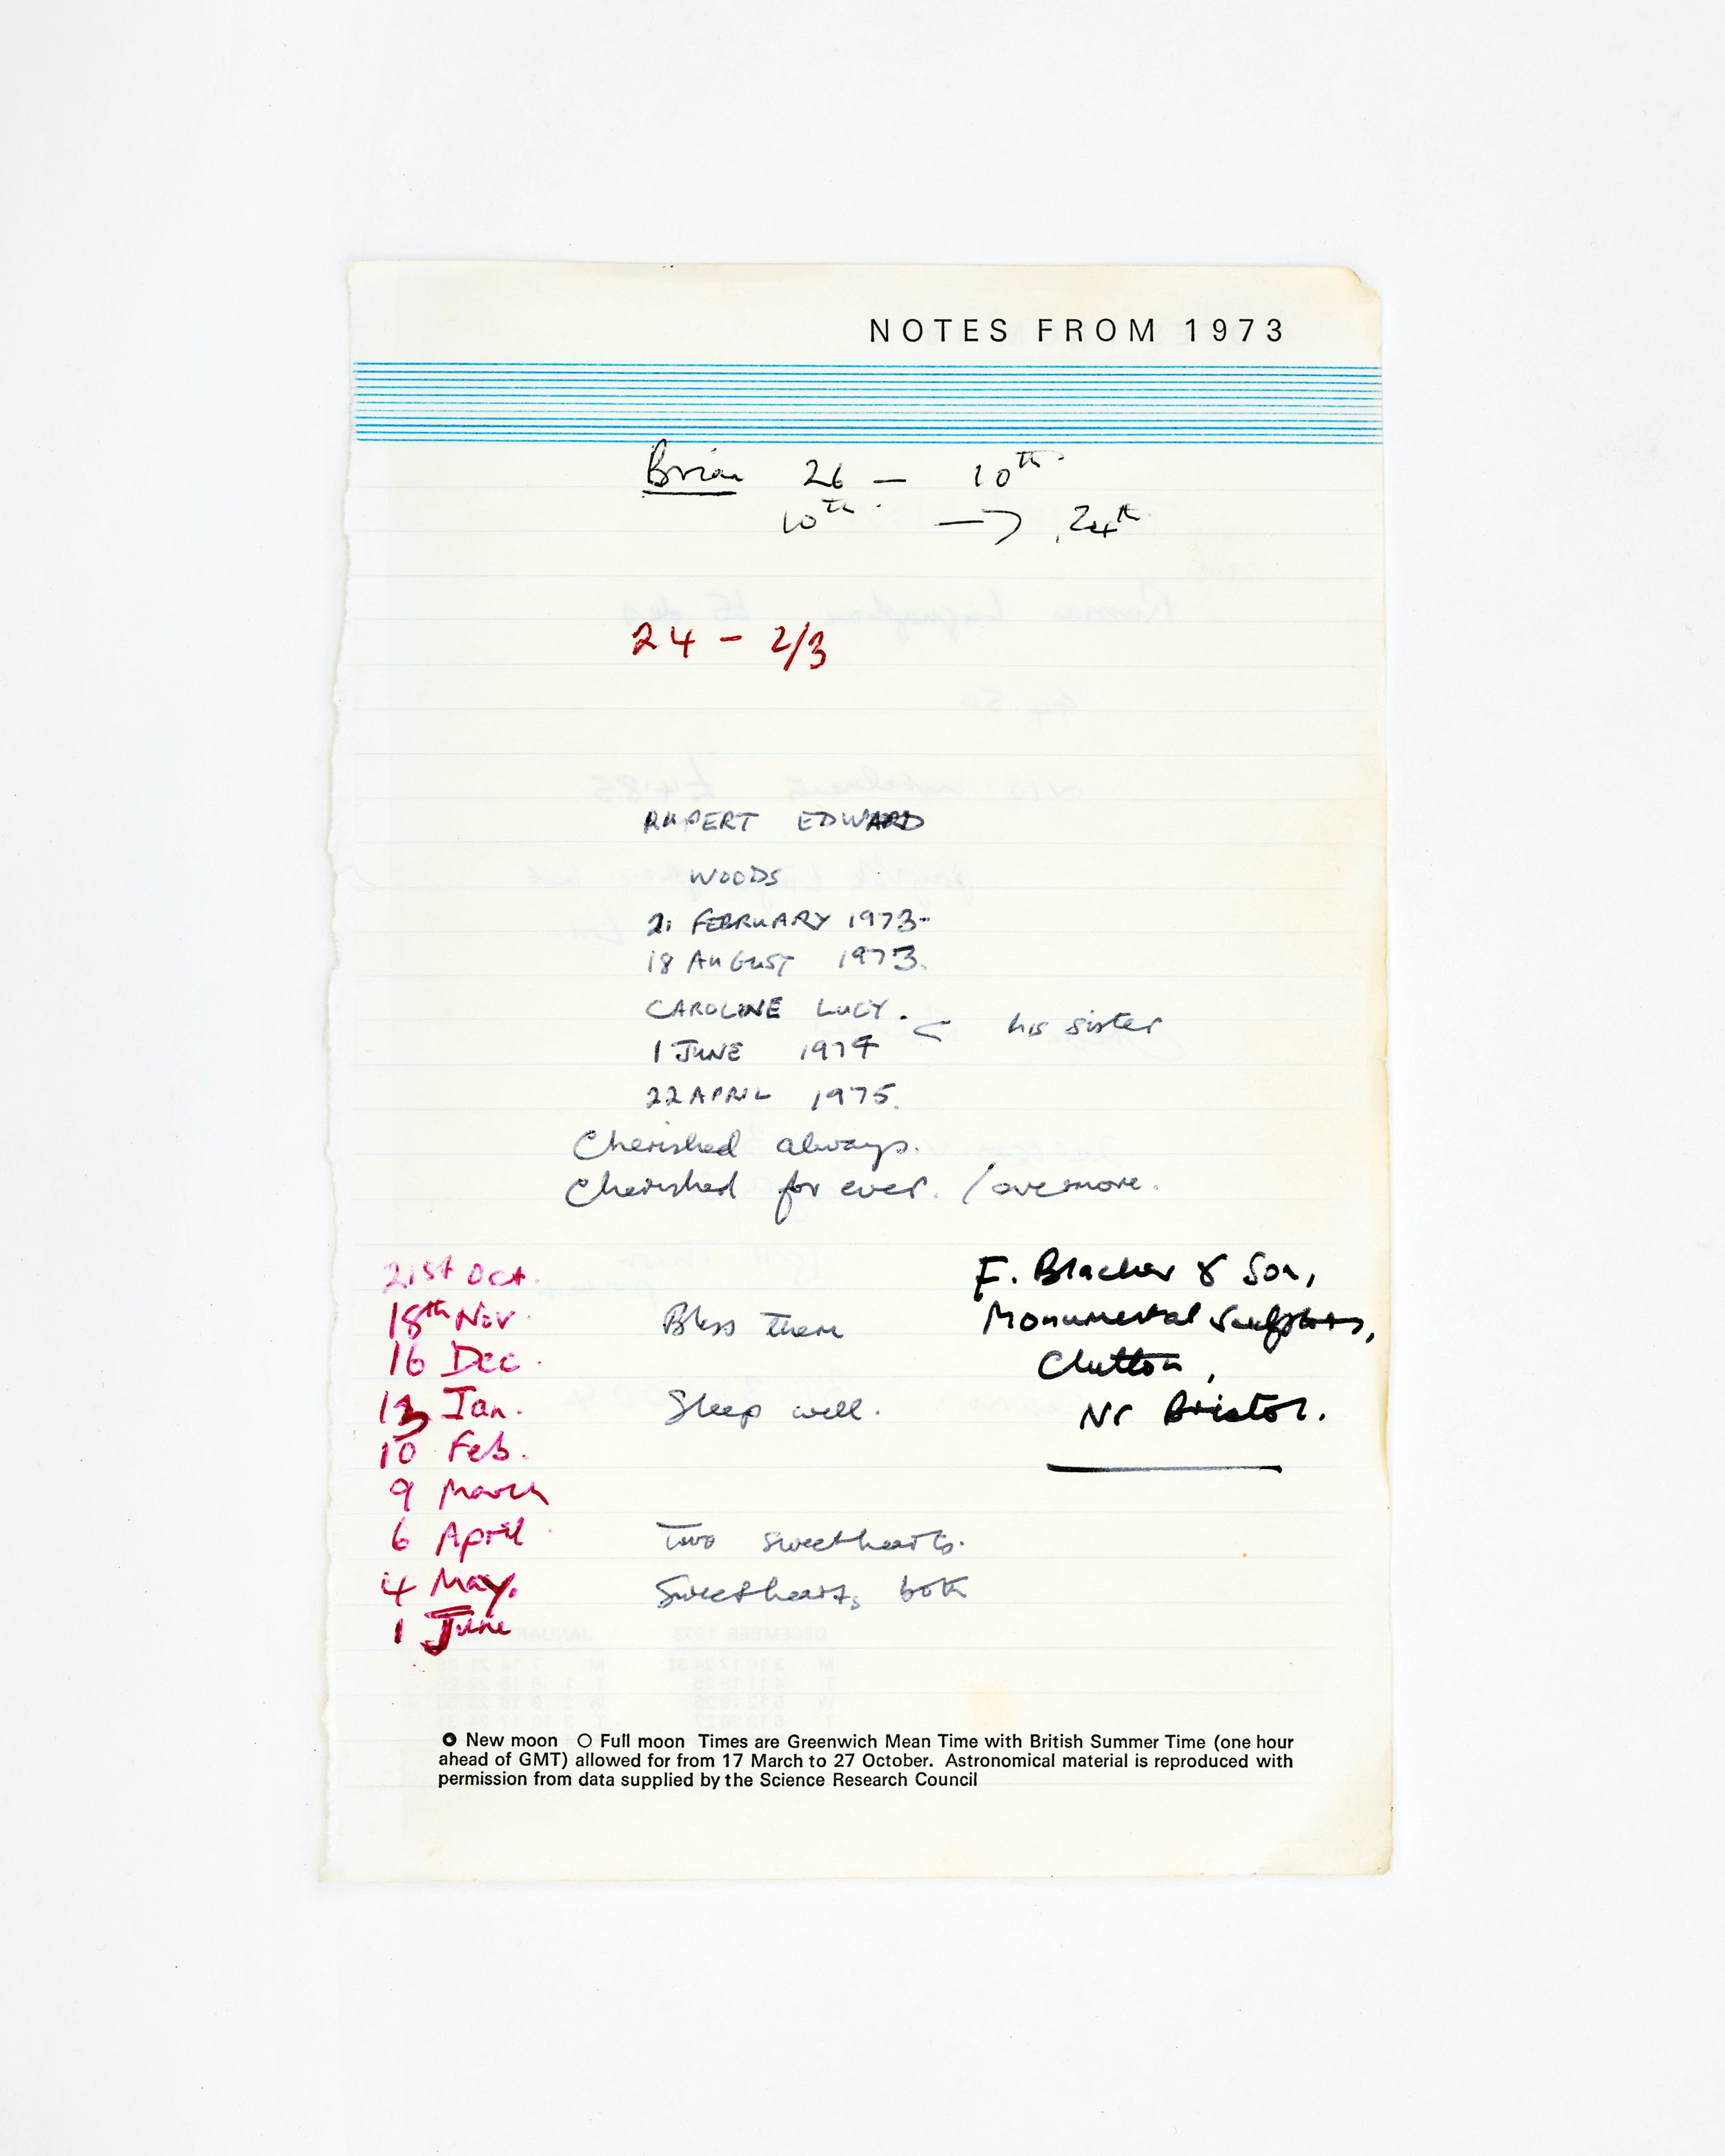 NOTES FROM 1973
Brian 26 — 10th
10th → 24th
24 - 2/3
RUPERT EDWARD
WOODS
21 FEBRUARY 1973-
18 AUGUST 1973.
CAROLINE LUCY.
his sister
1 JUNE 1974
22 APRIL 1975.
Cherished always.
Cherished for ever. / evermore.
21st Oct.
18th Nov.
16 Dec.
13 Jan.
10 Feb.
9 March
6 April
4 May.
1 June
Bless them
Sleep well.
Two sweethearts.
Sweethearts both
F. Blacker & Son,
Monumental Sculptors,
Clutton,
Nr Bristol.
New moon Full moon Times are Greenwich Mean Time with British Summer Time (one hour
ahead of GMT) allowed for from 17 March to 27 October. Astronomical material is reproduced with
permission from data supplied by the Science Research Council